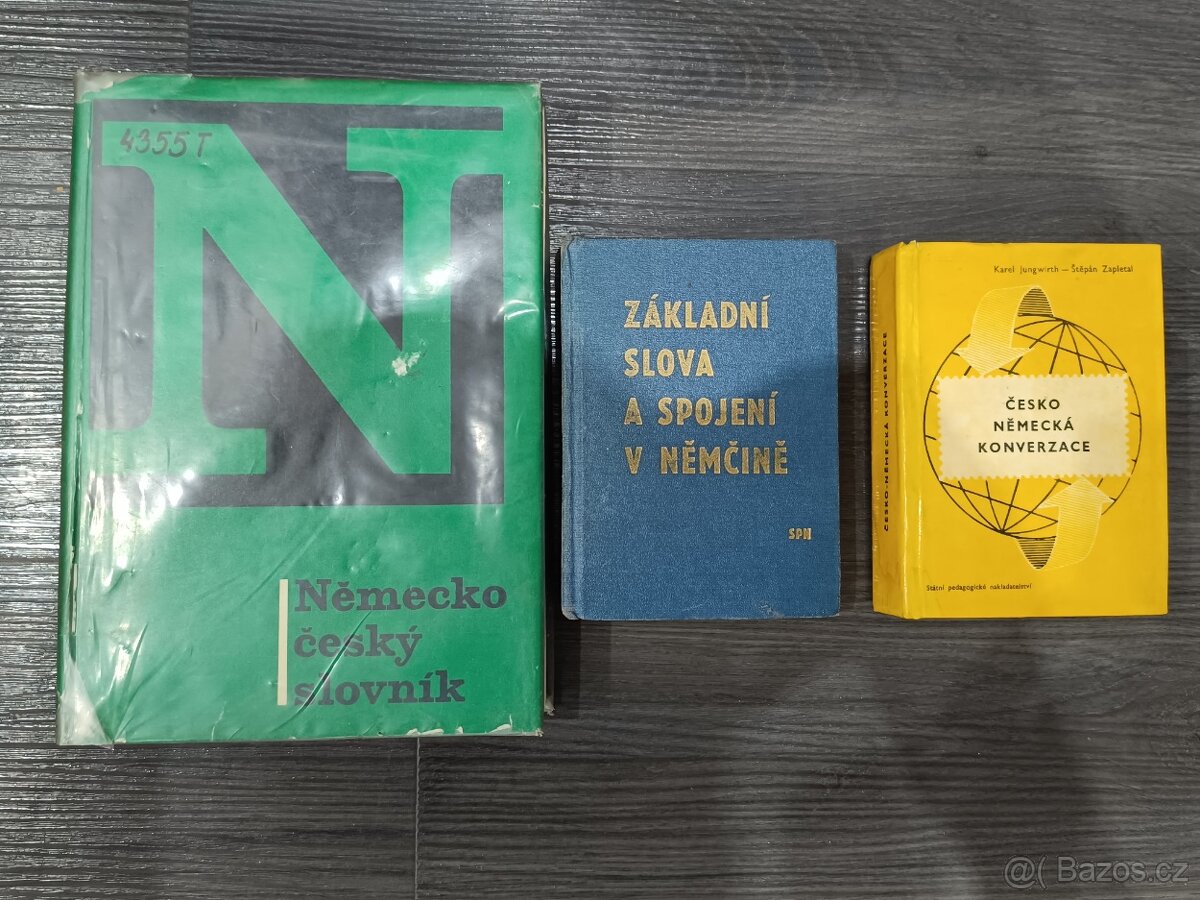 4355T
N
Německo
český
slovník
ZÁKLADNÍ
SLOVA
A SPOJENÍ
V NĚMČINĚ
SPN
ČESKO-NĚMECKÁ KONVERZACE
Karel Jungwirth — Štěpán Zapletal
ČESKO
NĚMECKÁ
KONVERZACE
Státní pedagogické nakladatelství
@( Bazos.cz